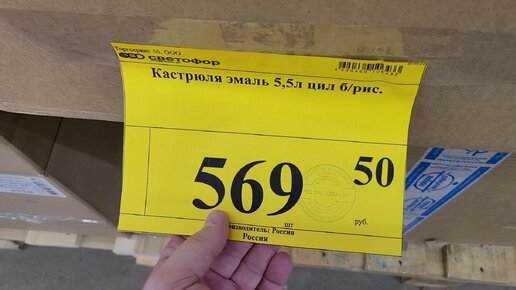 светофор
Кастрюля эмаль 5,5л цил б/рис.
569 50
шт руб.
Производитель: Россия
Россия